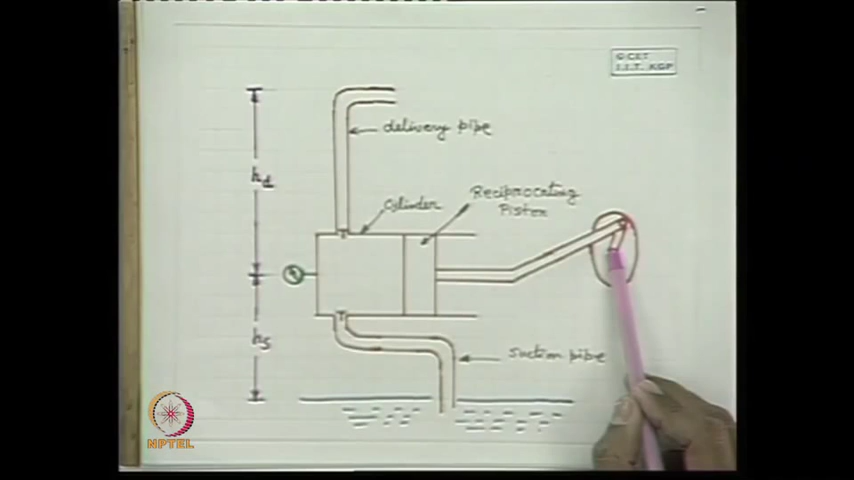 © CET
I.I.T. KGP
delivery pipe
hd
Cylinder
Reciprocating
Piston
hs
suction pipe
NPTEL